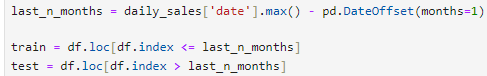 last_n_months = daily_sales['date'].max() - pd.DateOffset(months=1)
train = df.loc[df.index <= last_n_months]
test = df.loc[df.index > last_n_months]